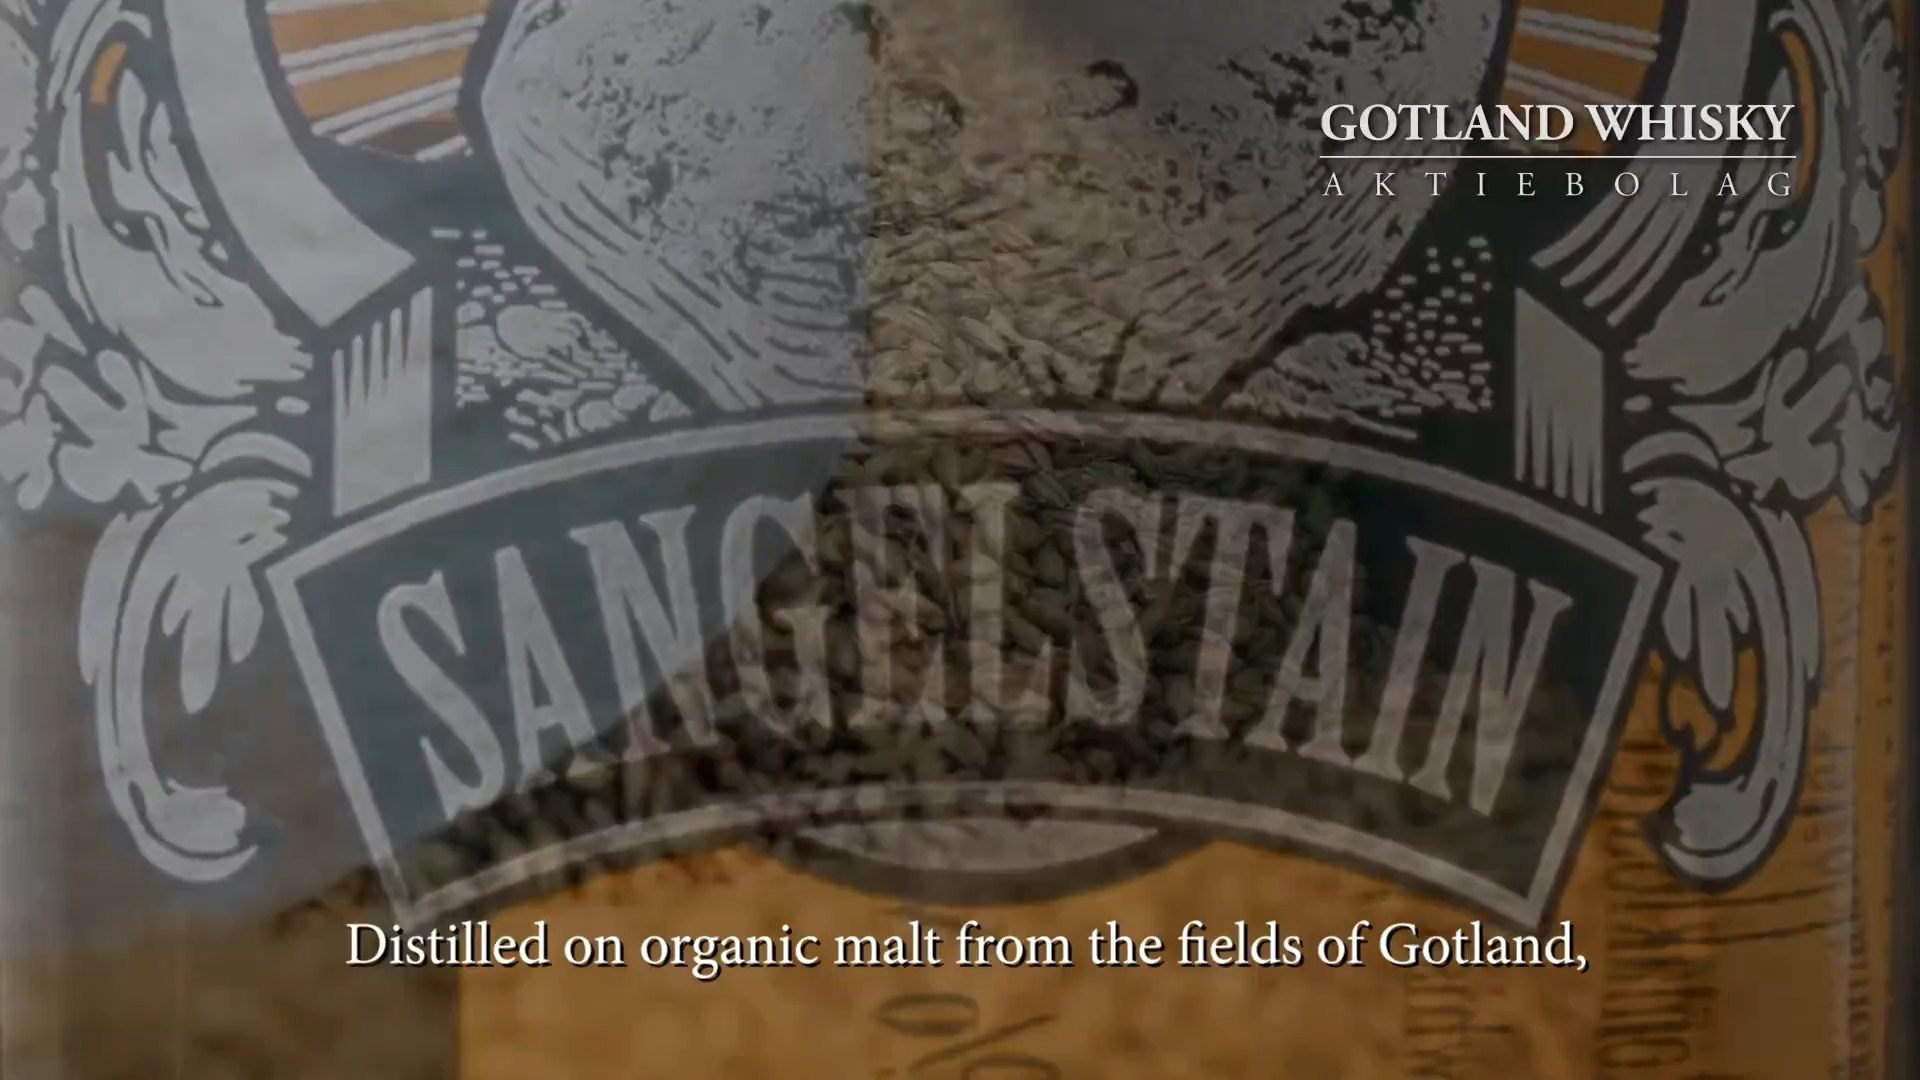 GOTLAND WHISKY
AKTIEBOLAG
SANGELSTAIN
Distilled on organic malt from the fields of Gotland,